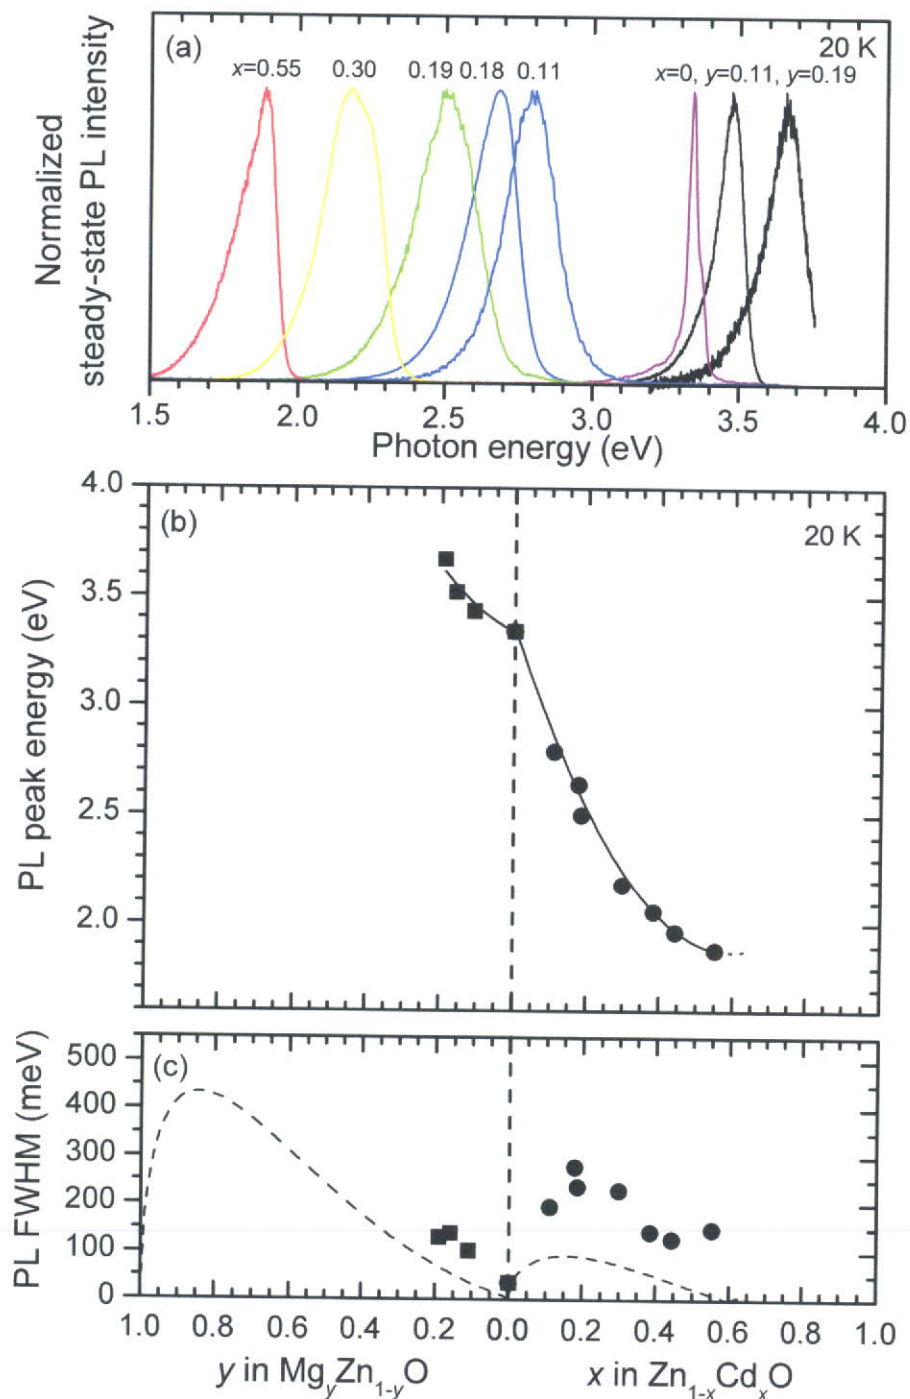 (a)
20 K
x=0.55 0.30 0.19 0.18 0.11 x=0, y=0.11, y=0.19
Normalized
steady-state PL intensity
1.5 2.0 2.5 3.0 3.5 4.0
Photon energy (eV)
(b)
20 K
4.0
3.5
3.0
2.5
2.0
PL peak energy (eV)
(c)
500
400
300
200
100
0
PL FWHM (meV)
1.0 0.8 0.6 0.4 0.2 0.0 0.2 0.4 0.6 0.8 1.0
y in MgyZn1-yO x in Zn1-xCdxO